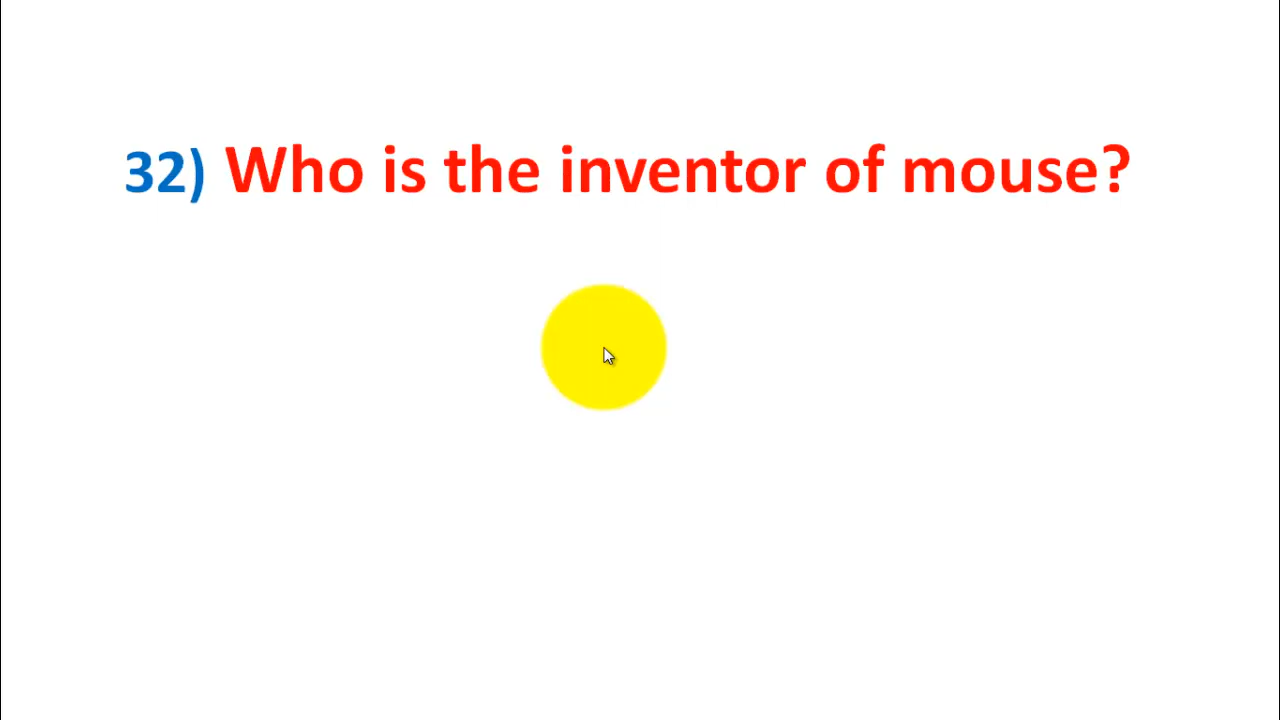 32) Who is the inventor of mouse?